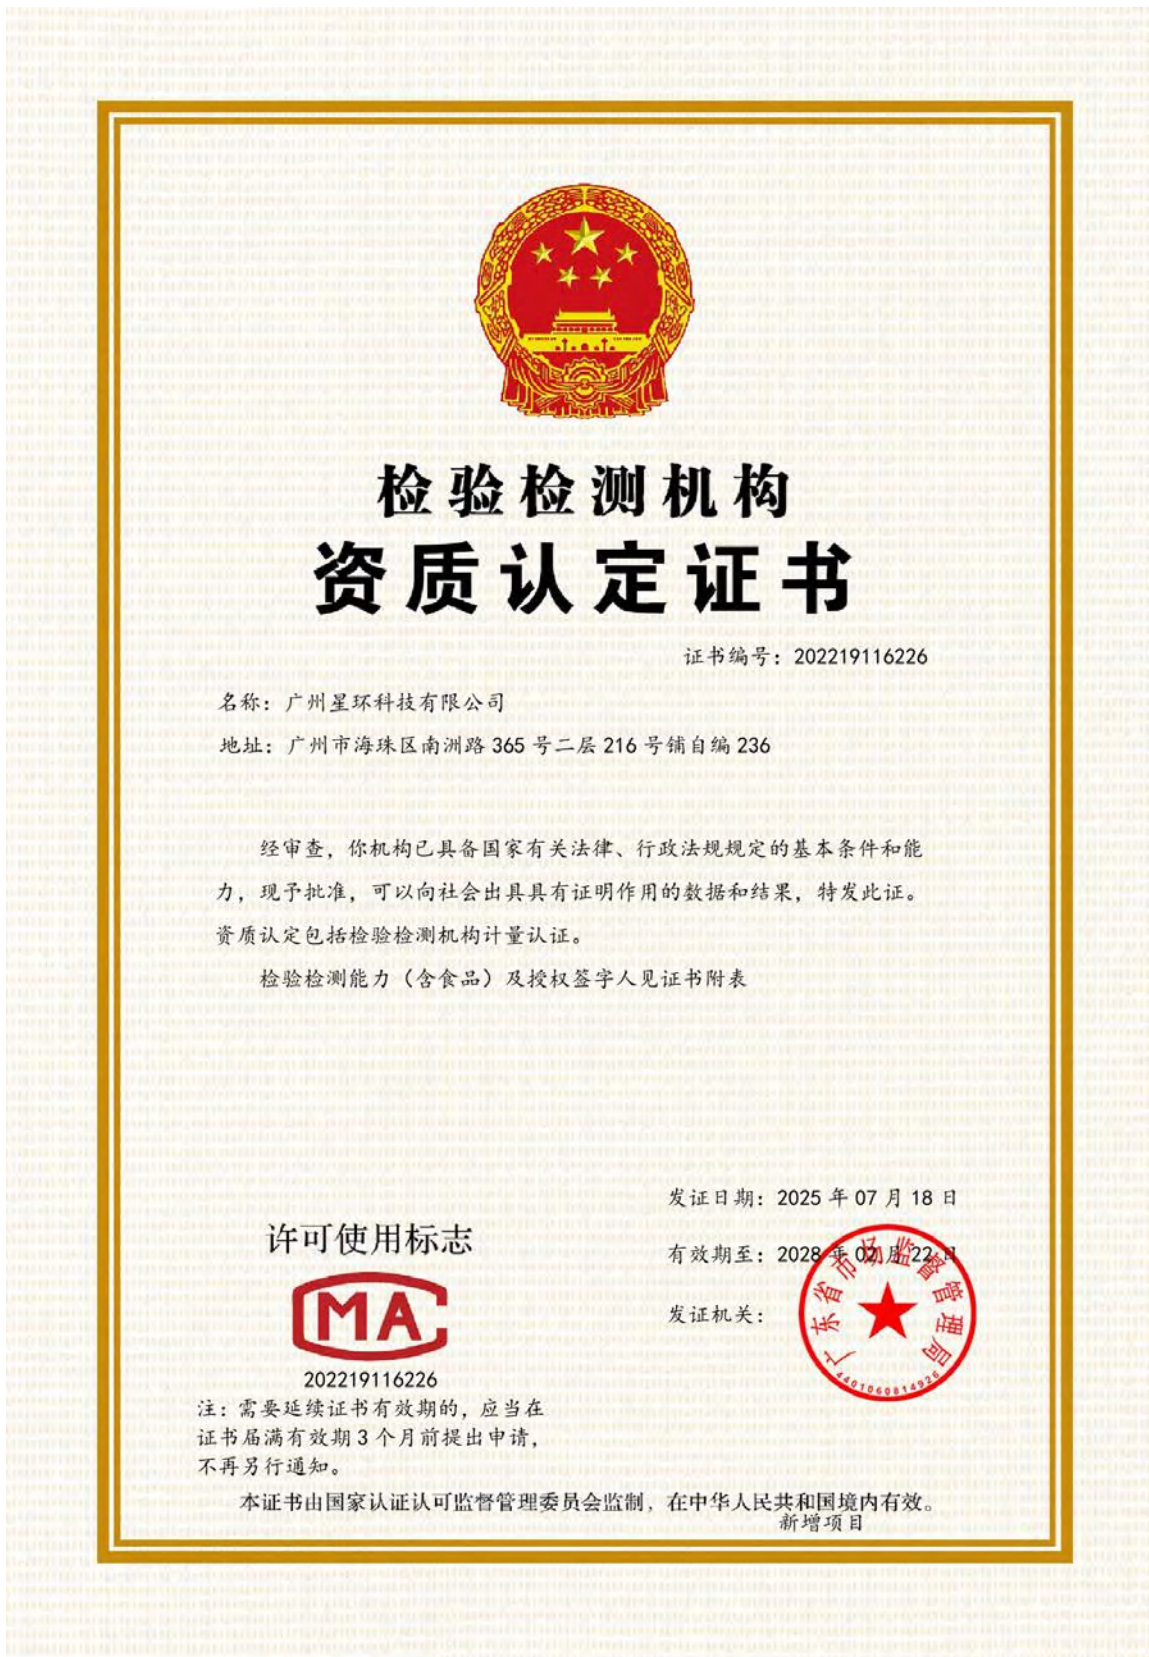 检验检测机构
资质认定证书
证书编号：202219116226
名称：广州星环科技有限公司
地址：广州市海珠区南洲路365号二层216号铺自编236
经审查，你机构已具备国家有关法律、行政法规规定的基本条件和能
力，现予批准，可以向社会出具具有证明作用的数据和结果，特发此证。
资质认定包括检验检测机构计量认证。
检验检测能力（含食品）及授权签字人见证书附表
许可使用标志
MA
202219116226
注：需要延续证书有效期的，应当在
证书届满有效期3个月前提出申请，
不再另行通知。
发证日期：2025年07月18日
有效期至：2028年02月22日
发证机关：
广东省市场监督管理局
4401060814926
本证书由国家认证认可监督管理委员会监制，在中华人民共和国境内有效。
新增项目